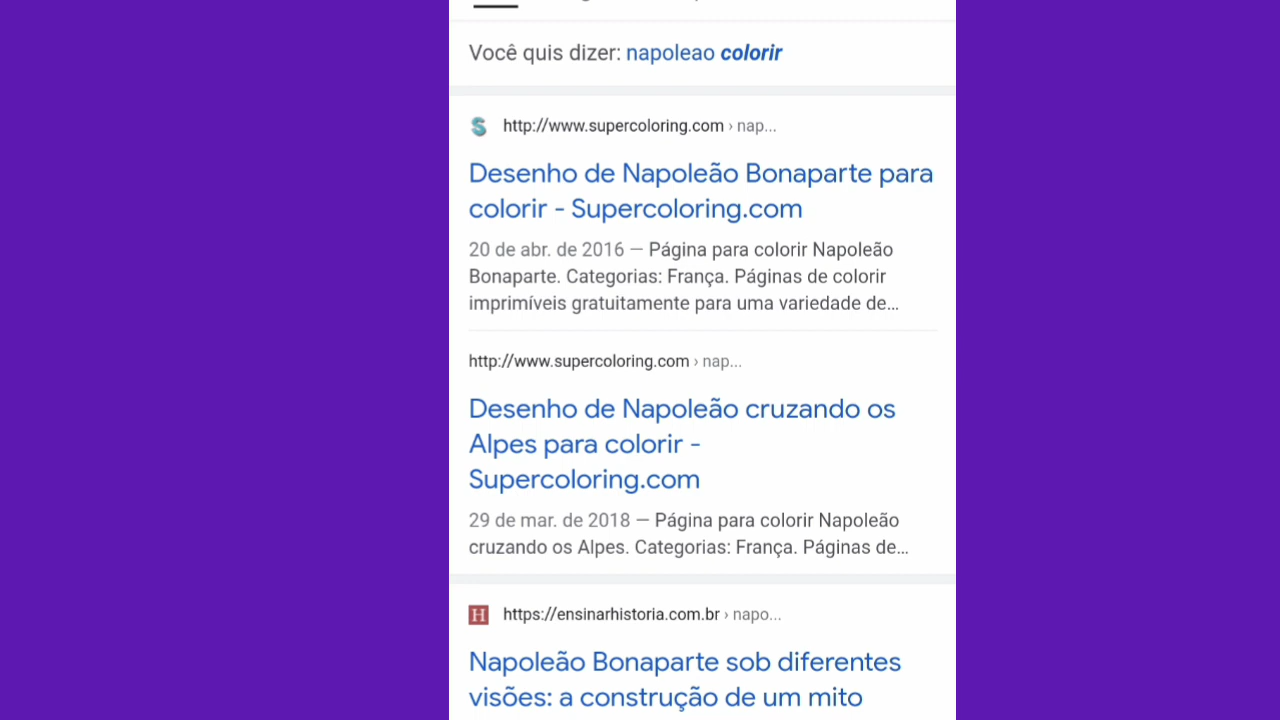 Você quis dizer: napoleao colorir
http://www.supercoloring.com › nap...
Desenho de Napoleão Bonaparte para
colorir - Supercoloring.com
20 de abr. de 2016 — Página para colorir Napoleão
Bonaparte. Categorias: França. Páginas de colorir
imprimíveis gratuitamente para uma variedade de...
http://www.supercoloring.com › nap...
Desenho de Napoleão cruzando os
Alpes para colorir -
Supercoloring.com
29 de mar. de 2018 — Página para colorir Napoleão
cruzando os Alpes. Categorias: França. Páginas de...
H https://ensinarhistoria.com.br › napo...
Napoleão Bonaparte sob diferentes
visões: a construção de um mito